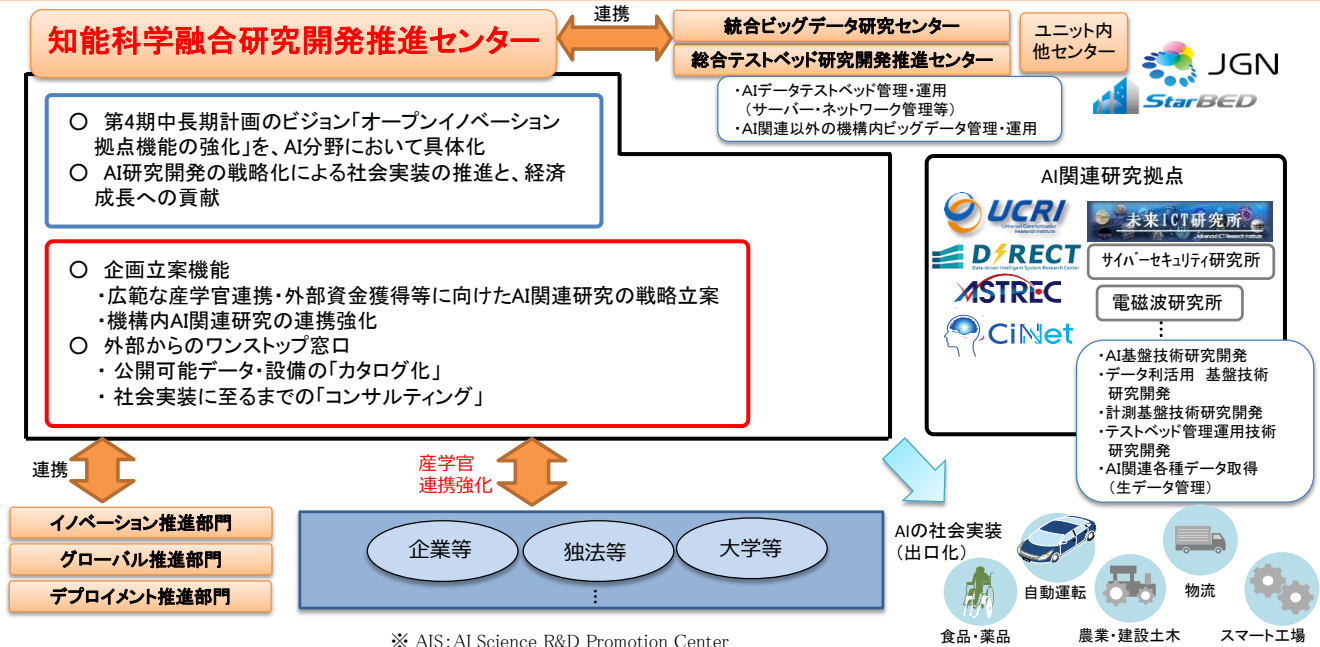 知能科学融合研究開発推進センター
連携
統合ビッグデータ研究センター
総合テストベッド研究開発推進センター
ユニット内
他センター
JGN
StarBED
・AIデータテストベッド管理・運用
（サーバー・ネットワーク管理等）
・AI関連以外の機構内ビッグデータ管理・運用
○ 第4期中長期計画のビジョン「オープンイノベーション
拠点機能の強化」を、AI分野において具体化
○ AI研究開発の戦略化による社会実装の推進と、経済
成長への貢献
○ 企画立案機能
・広範な産学官連携・外部資金獲得等に向けたAI関連研究の戦略立案
・機構内AI関連研究の連携強化
○ 外部からのワンストップ窓口
・ 公開可能データ・設備の「カタログ化」
・ 社会実装に至るまでの「コンサルティング」
AI関連研究拠点
UCRI
Universal Communication
Research Institute
未来ICT研究所
Advanced ICT Research Institute
DIRECT
Data-driven Intelligent System Research Center
サイバーセキュリティ研究所
ASTREC
電磁波研究所
⋮
CiNet
・AI基盤技術研究開発
・データ利活用 基盤技術
研究開発
・計測基盤技術研究開発
・テストベッド管理運用技術
研究開発
・AI関連各種データ取得
（生データ管理）
連携
産学官
連携強化
イノベーション推進部門
グローバル推進部門
デプロイメント推進部門
企業等
独法等
大学等
⋮
AIの社会実装
（出口化）
自動運転
物流
食品・薬品
農業・建設土木
スマート工場
※ AIS：AI Science R&D Promotion Center